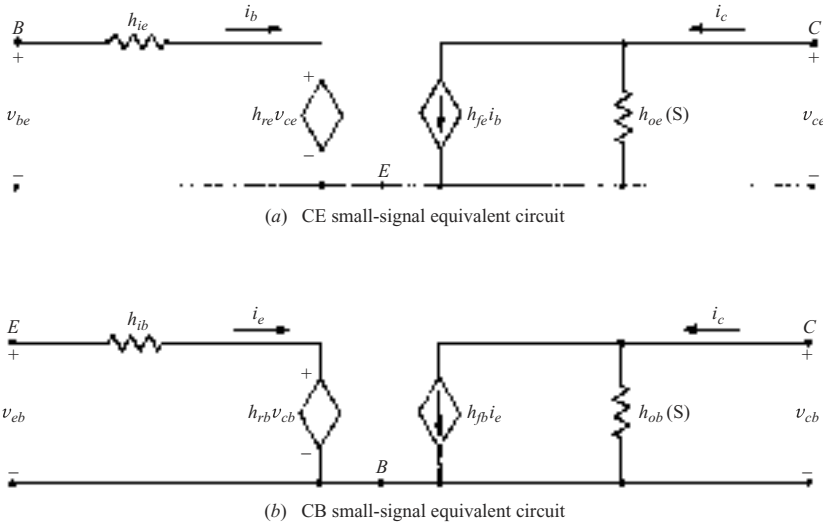 B
h_ie
i_b
i_c
C
+
+
+
v_be
h_re v_ce
h_fe i_b
h_oe (S)
v_ce
−
E
−
−
(a) CE small-signal equivalent circuit
E
h_ib
i_e
i_c
C
+
+
+
v_eb
h_rb v_cb
h_fb i_e
h_ob (S)
v_cb
−
B
−
−
(b) CB small-signal equivalent circuit